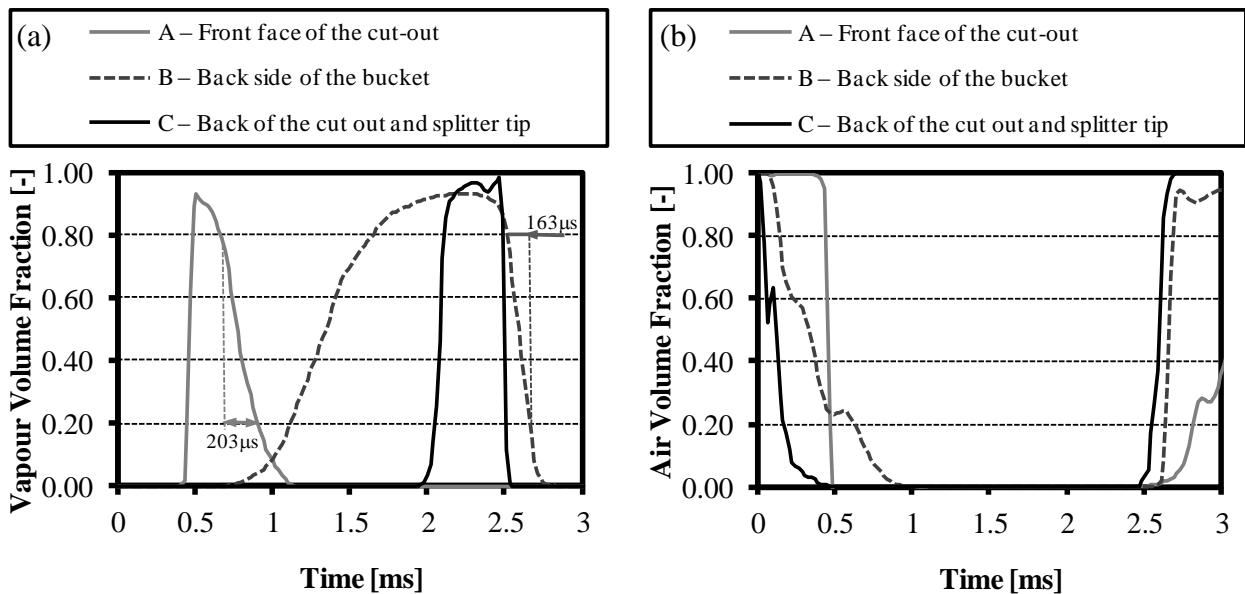 (a)
A – Front face of the cut-out
B – Back side of the bucket
C – Back of the cut out and splitter tip
Vapour Volume Fraction [-]
1.00
0.80
0.60
0.40
0.20
0.00
163µs
203µs
0 0.5 1 1.5 2 2.5 3
Time [ms]
(b)
A – Front face of the cut-out
B – Back side of the bucket
C – Back of the cut out and splitter tip
Air Volume Fraction [-]
1.00
0.80
0.60
0.40
0.20
0.00
0 0.5 1 1.5 2 2.5 3
Time [ms]